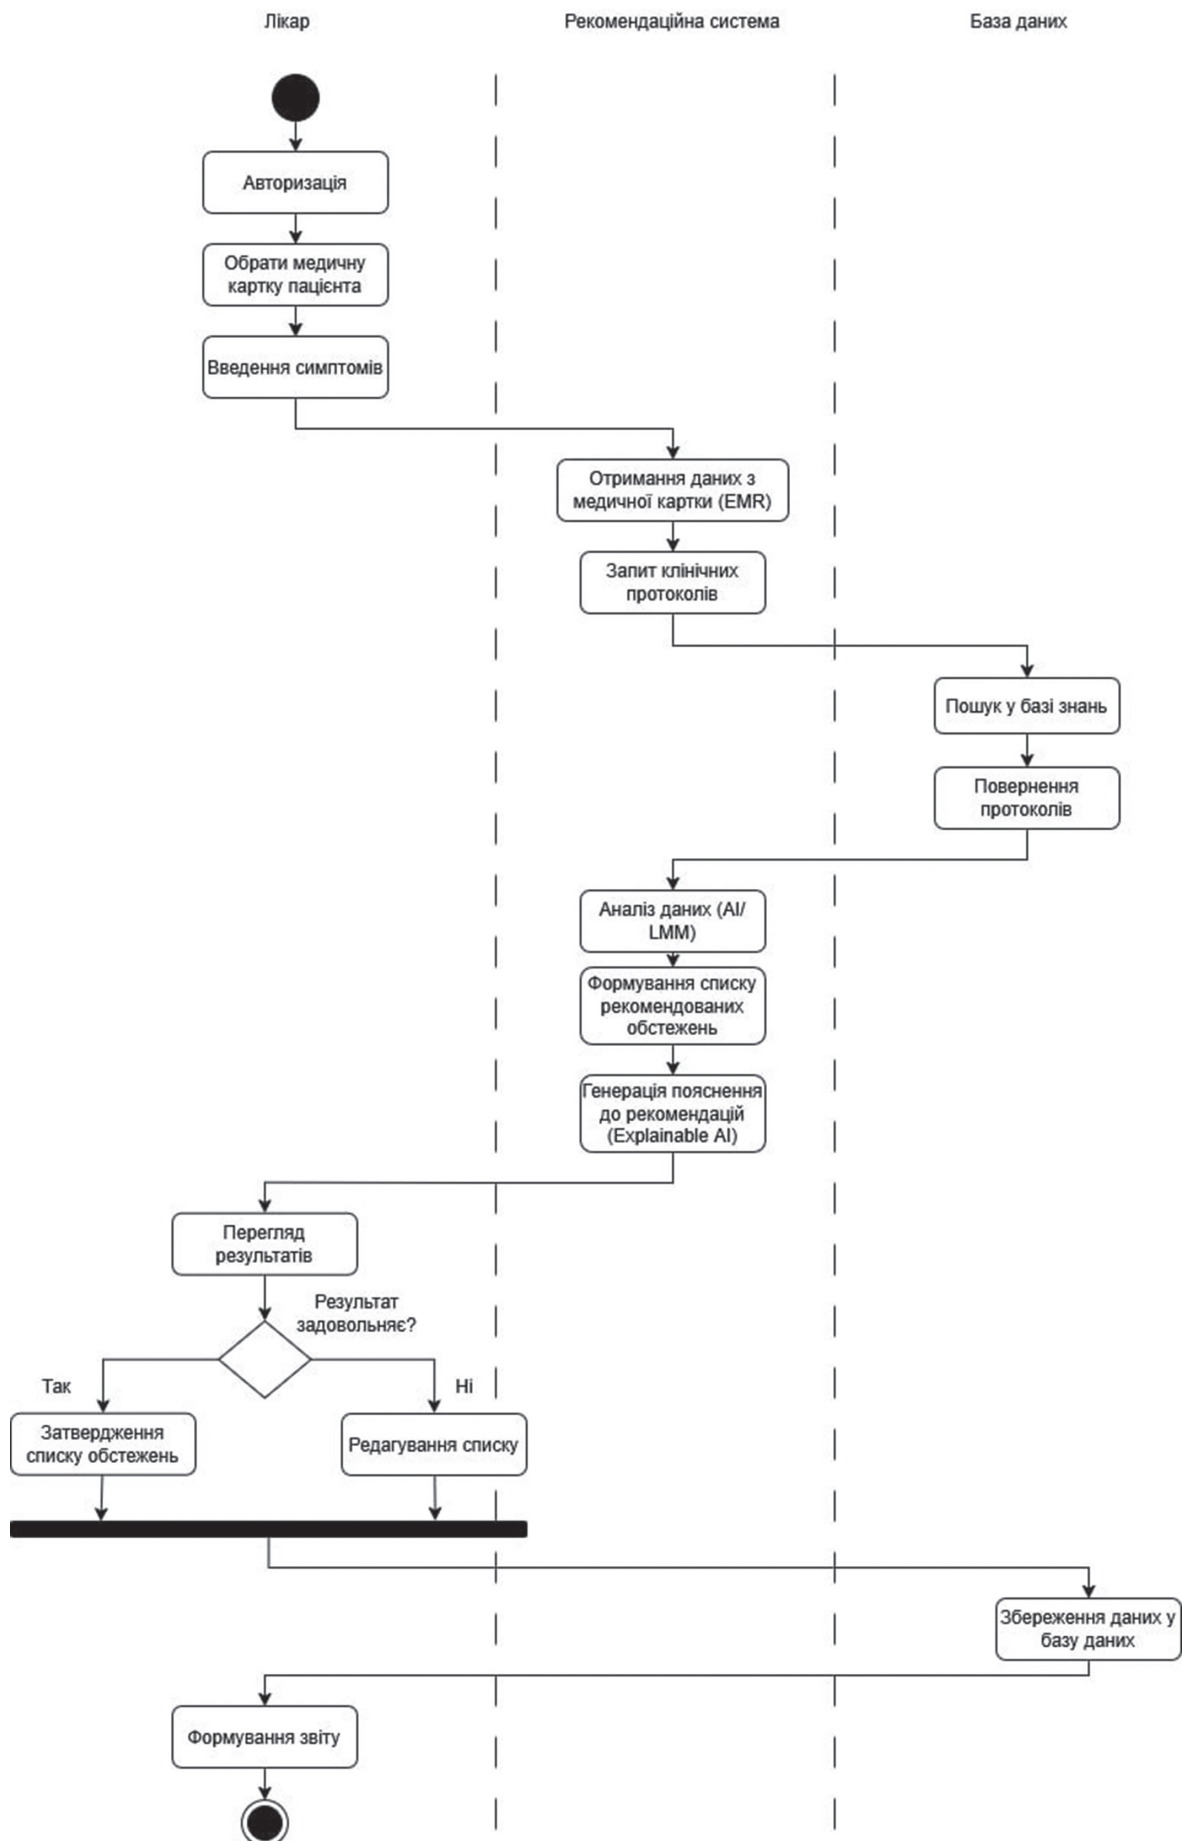 Лікар
Рекомендаційна система
База даних
Авторизація
Обрати медичну
картку пацієнта
Введення симптомів
Отримання даних з
медичної картки (EMR)
Запит клінічних
протоколів
Пошук у базі знань
Повернення
протоколів
Аналіз даних (AI/
LMM)
Формування списку
рекомендованих
обстежень
Генерація пояснення
до рекомендацій
(Explainable AI)
Перегляд
результатів
Результат
задовольняє?
Так
Ні
Затвердження
списку обстежень
Редагування списку
Збереження даних у
базу даних
Формування звіту